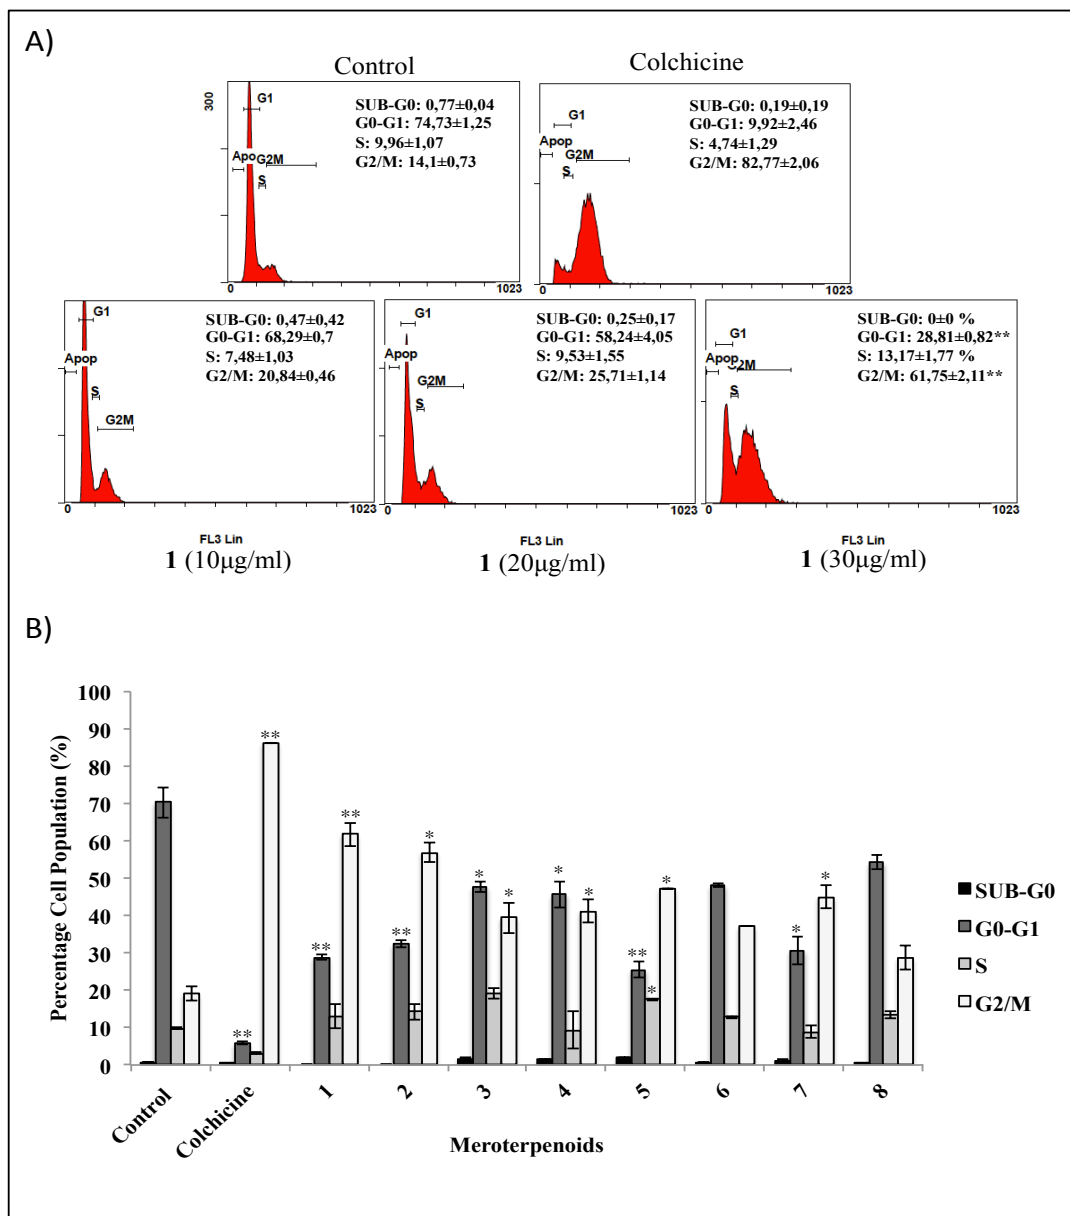 A)
Control
300
G1
Apo
G2M
S
SUB-G0: 0,77±0,04
G0-G1: 74,73±1,25
S: 9,96±1,07
G2/M: 14,1±0,73
0
1023
Colchicine
G1
Apop
G2M
S
SUB-G0: 0,19±0,19
G0-G1: 9,92±2,46
S: 4,74±1,29
G2/M: 82,77±2,06
0
1023
G1
Apop
S
G2M
SUB-G0: 0,47±0,42
G0-G1: 68,29±0,7
S: 7,48±1,03
G2/M: 20,84±0,46
0
1023
FL3 Lin
1 (10µg/ml)
G1
Apop
G2M
S
SUB-G0: 0,25±0,17
G0-G1: 58,24±4,05
S: 9,53±1,55
G2/M: 25,71±1,14
0
1023
FL3 Lin
1 (20µg/ml)
G1
Apop
2M
S
SUB-G0: 0±0 %
G0-G1: 28,81±0,82**
S: 13,17±1,77 %
G2/M: 61,75±2,11**
0
1023
FL3 Lin
1 (30µg/ml)
B)
Percentage Cell Population (%)
100
90
80
70
60
50
40
30
20
10
0
** **
** **
** *
* *
* *
** * *
* *
Control
Colchicine
1
2
3
4
5
6
7
8
Meroterpenoids
SUB-G0
G0-G1
S
G2/M